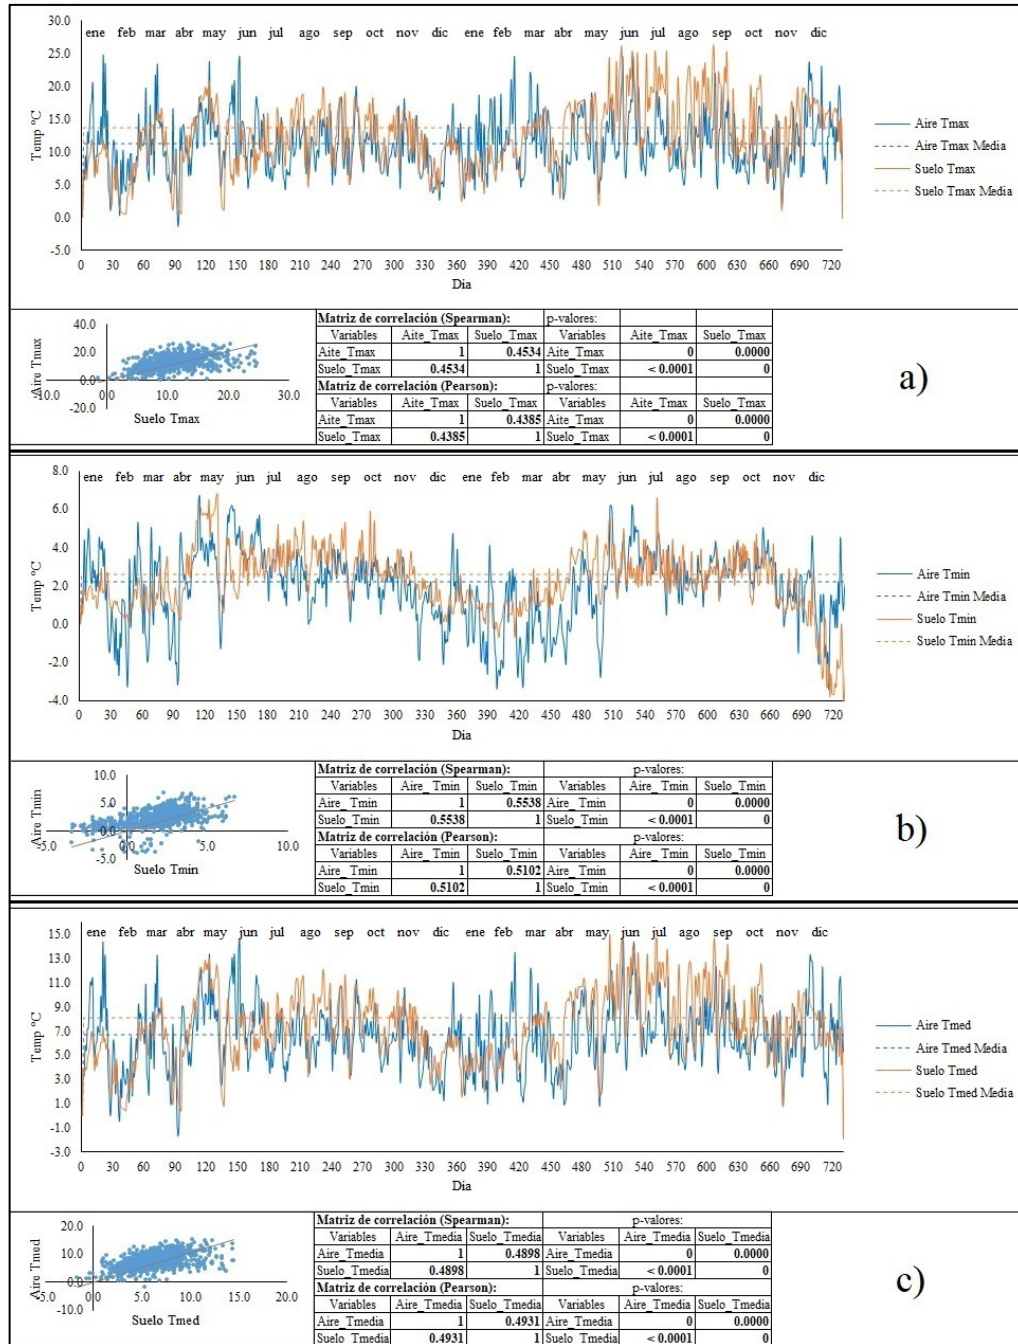 30.0
ene feb mar abr may jun jul ago sep oct nov dic ene feb mar abr may jun jul ago sep oct nov dic
25.0
20.0
15.0
10.0
5.0
0.0
-5.0
Temp °C
Aire Tmax
Aire Tmax Media
Suelo Tmax
Suelo Tmax Media
0 30 60 90 120 150 180 210 240 270 300 330 360 390 420 450 480 510 540 570 600 630 660 690 720
Dia
40.0
20.0
0.0
-10.0 0.0 10.0 20.0 30.0
-20.0
Aire Tmax
Suelo Tmax
Matriz de correlación (Spearman): p-valores:
Variables Aite_Tmax Suelo_Tmax Variables Aite_Tmax Suelo_Tmax
Aite_Tmax 1 0.4534 Aite_Tmax 0 0.0000
Suelo_Tmax 0.4534 1 Suelo_Tmax < 0.0001 0
Matriz de correlación (Pearson): p-valores:
Variables Aite_Tmax Suelo_Tmax Variables Aite_Tmax Suelo_Tmax
Aite_Tmax 1 0.4385 Aite_Tmax 0 0.0000
Suelo_Tmax 0.4385 1 Suelo_Tmax < 0.0001 0
a)
8.0
ene feb mar abr may jun jul ago sep oct nov dic ene feb mar abr may jun jul ago sep oct nov dic
6.0
4.0
2.0
0.0
-2.0
-4.0
Temp °C
Aire Tmin
Aire Tmin Media
Suelo Tmin
Suelo Tmin Media
0 30 60 90 120 150 180 210 240 270 300 330 360 390 420 450 480 510 540 570 600 630 660 690 720
Dia
10.0
5.0
0.0
-5.0 0.0 5.0 10.0
-5.0
Aire Tmin
Suelo Tmin
Matriz de correlación (Spearman): p-valores:
Variables Aire_ Tmin Suelo_Tmin Variables Aire_ Tmin Suelo_Tmin
Aire_ Tmin 1 0.5538 Aire_ Tmin 0 0.0000
Suelo_Tmin 0.5538 1 Suelo_Tmin < 0.0001 0
Matriz de correlación (Pearson): p-valores:
Variables Aire_ Tmin Suelo_Tmin Variables Aire_ Tmin Suelo_Tmin
Aire_ Tmin 1 0.5102 Aire_ Tmin 0 0.0000
Suelo_Tmin 0.5102 1 Suelo_Tmin < 0.0001 0
b)
15.0
ene feb mar abr may jun jul ago sep oct nov dic ene feb mar abr may jun jul ago sep oct nov dic
13.0
11.0
9.0
7.0
5.0
3.0
1.0
-1.0
-3.0
Temp °C
Aire Tmed
Aire Tmed Media
Suelo Tmed
Suelo Tmed Media
0 30 60 90 120 150 180 210 240 270 300 330 360 390 420 450 480 510 540 570 600 630 660 690 720
Dia
20.0
10.0
0.0
-5.0 0.0 5.0 10.0 15.0 20.0
-10.0
Aire Tmed
Suelo Tmed
Matriz de correlación (Spearman): p-valores:
Variables Aire_Tmedia Suelo_Tmedia Variables Aire_Tmedia Suelo_Tmedia
Aire_Tmedia 1 0.4898 Aire_Tmedia 0 0.0000
Suelo_Tmedia 0.4898 1 Suelo_Tmedia < 0.0001 0
Matriz de correlación (Pearson): p-valores:
Variables Aire_Tmedia Suelo_Tmedia Variables Aire_Tmedia Suelo_Tmedia
Aire_Tmedia 1 0.4931 Aire_Tmedia 0 0.0000
Suelo_Tmedia 0.4931 1 Suelo_Tmedia < 0.0001 0
c)